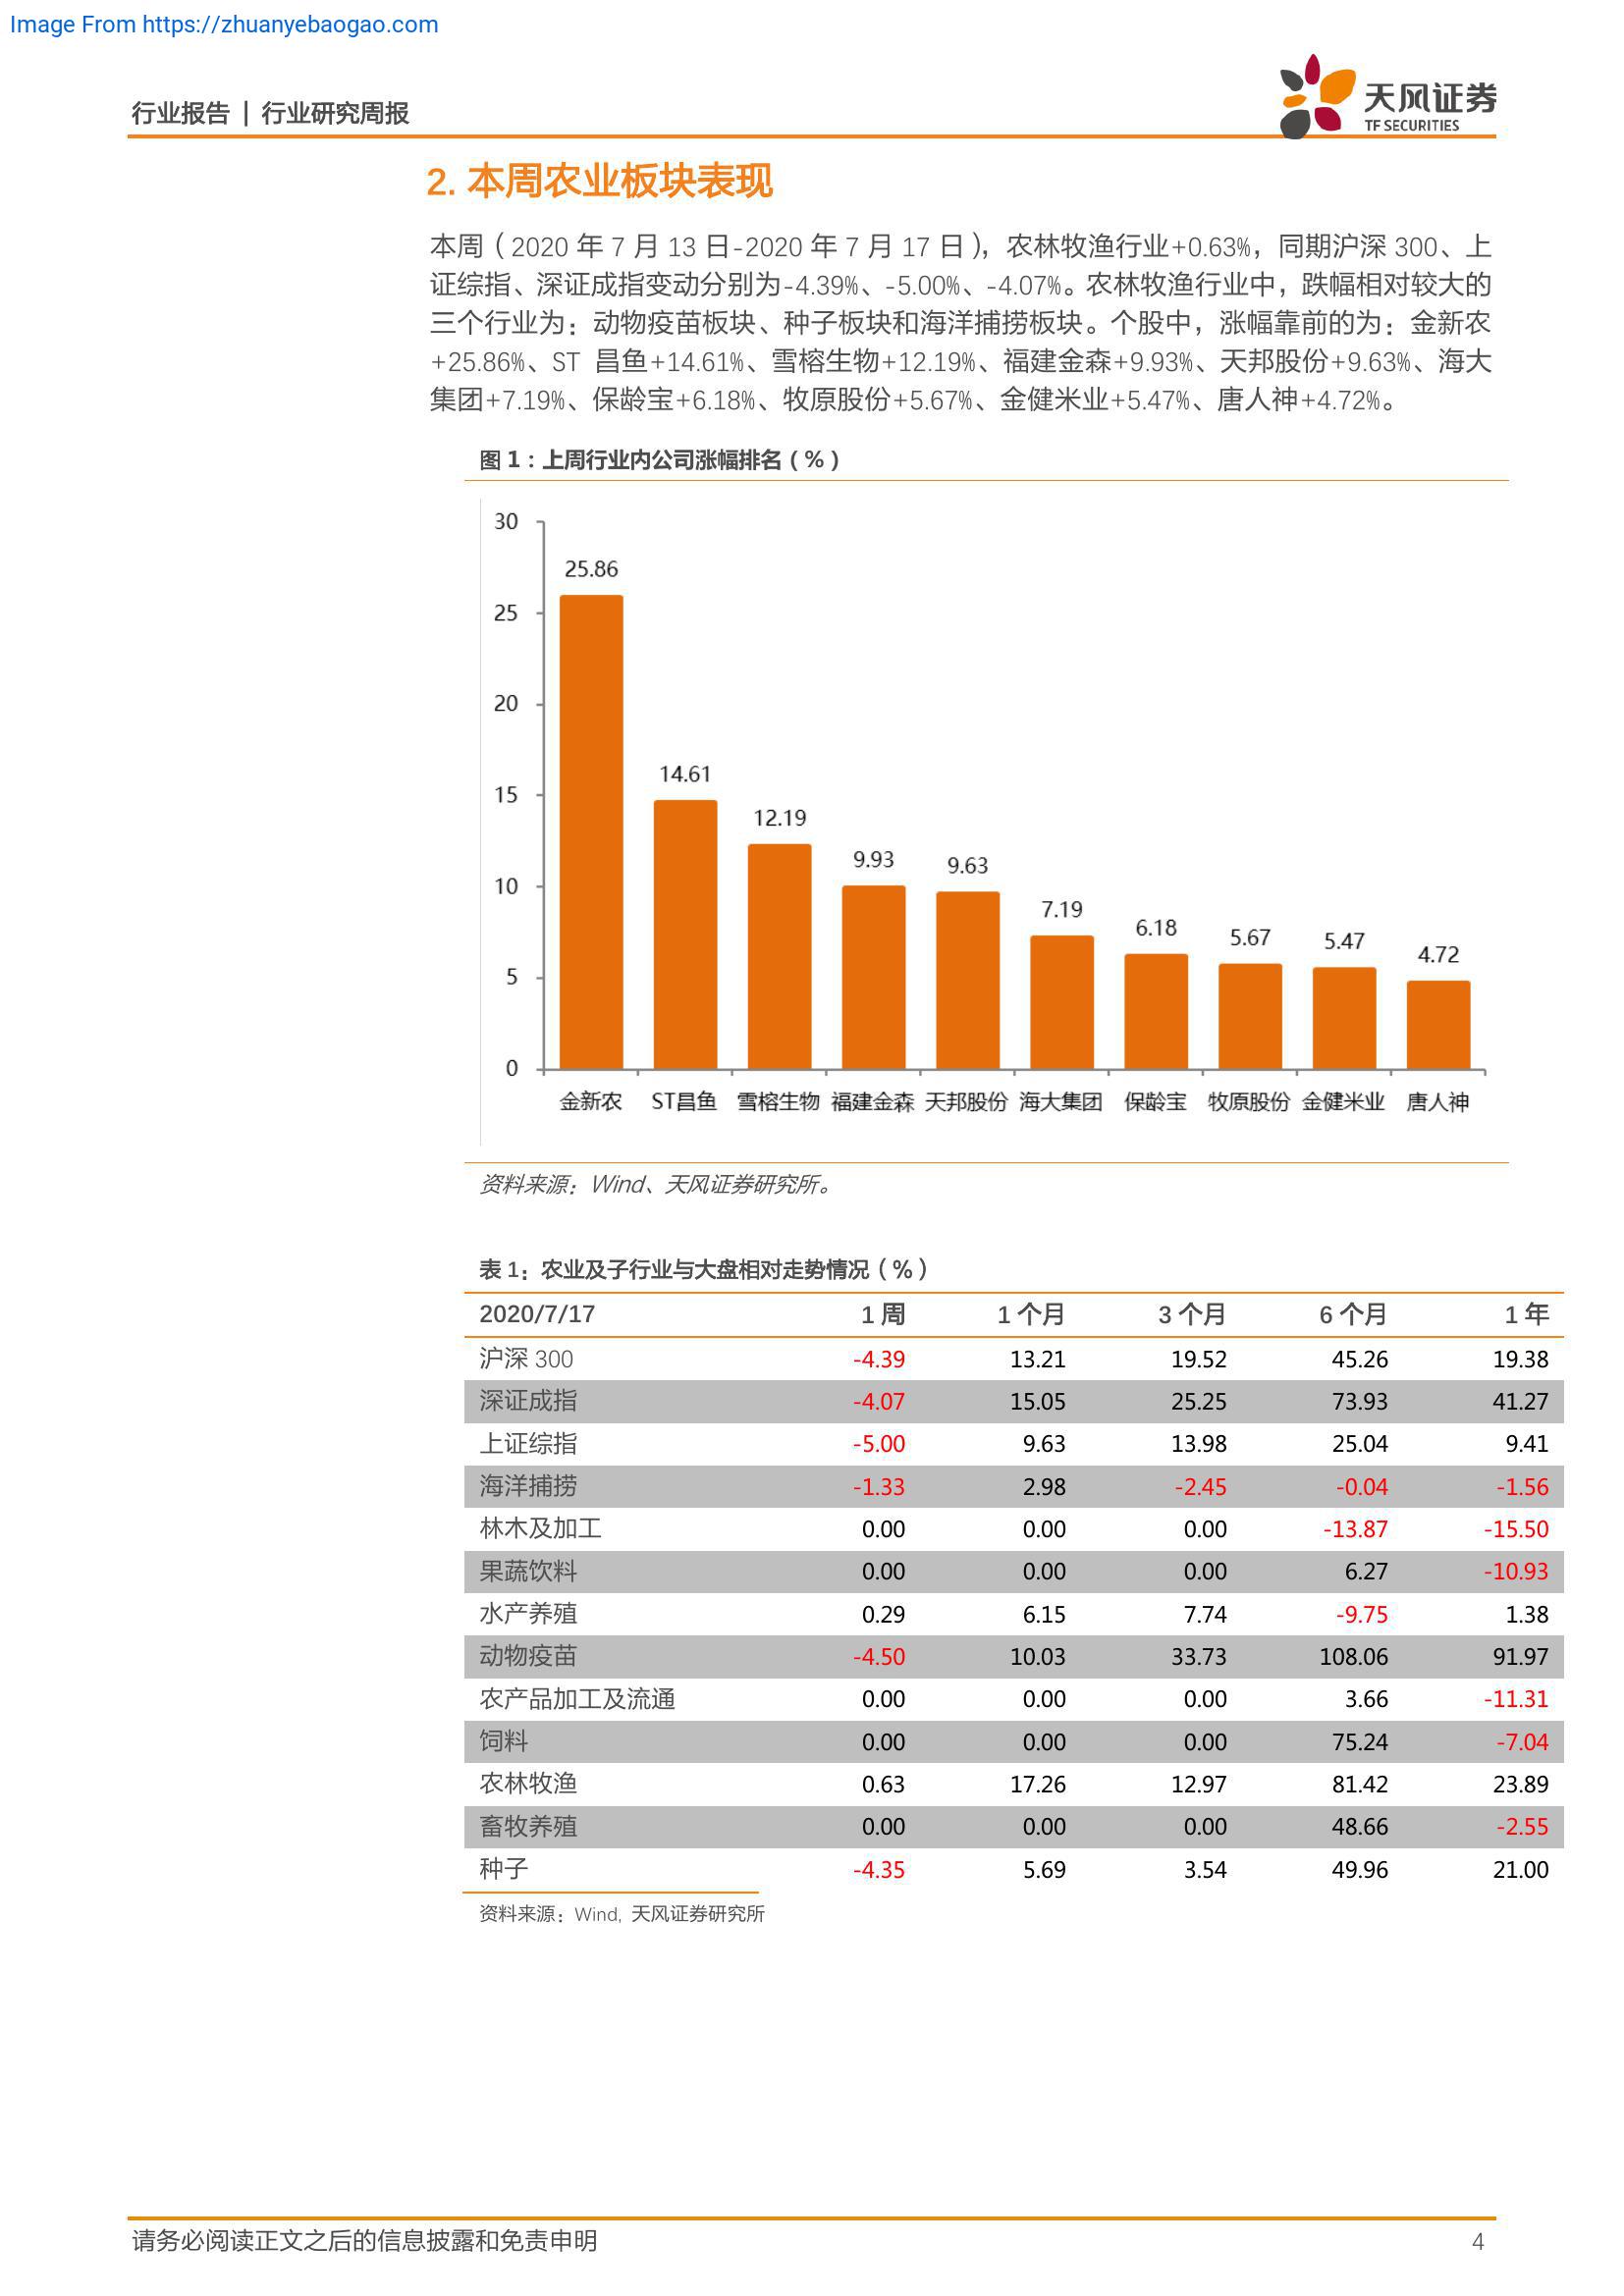 Image From https://zhuanyebaogao.com
行业报告 | 行业研究周报
天风证券
TF SECURITIES
2. 本周农业板块表现
本周（2020 年 7 月 13 日-2020 年 7 月 17 日），农林牧渔行业+0.63%，同期沪深 300、上
证综指、深证成指变动分别为-4.39%、-5.00%、-4.07%。农林牧渔行业中，跌幅相对较大的
三个行业为：动物疫苗板块、种子板块和海洋捕捞板块。个股中，涨幅靠前的为：金新农
+25.86%、ST 昌鱼+14.61%、雪榕生物+12.19%、福建金森+9.93%、天邦股份+9.63%、海大
集团+7.19%、保龄宝+6.18%、牧原股份+5.67%、金健米业+5.47%、唐人神+4.72%。
图 1：上周行业内公司涨幅排名（%）
30
25
20
15
10
5
0
25.86
14.61
12.19
9.93
9.63
7.19
6.18
5.67
5.47
4.72
金新农 ST昌鱼 雪榕生物 福建金森 天邦股份 海大集团 保龄宝 牧原股份 金健米业 唐人神
资料来源：Wind、天风证券研究所。
表 1：农业及子行业与大盘相对走势情况（%）
2020/7/17 1 周 1 个月 3 个月 6 个月 1 年
沪深 300 -4.39 13.21 19.52 45.26 19.38
深证成指 -4.07 15.05 25.25 73.93 41.27
上证综指 -5.00 9.63 13.98 25.04 9.41
海洋捕捞 -1.33 2.98 -2.45 -0.04 -1.56
林木及加工 0.00 0.00 0.00 -13.87 -15.50
果蔬饮料 0.00 0.00 0.00 6.27 -10.93
水产养殖 0.29 6.15 7.74 -9.75 1.38
动物疫苗 -4.50 10.03 33.73 108.06 91.97
农产品加工及流通 0.00 0.00 0.00 3.66 -11.31
饲料 0.00 0.00 0.00 75.24 -7.04
农林牧渔 0.63 17.26 12.97 81.42 23.89
畜牧养殖 0.00 0.00 0.00 48.66 -2.55
种子 -4.35 5.69 3.54 49.96 21.00
资料来源：Wind, 天风证券研究所
请务必阅读正文之后的信息披露和免责申明 4